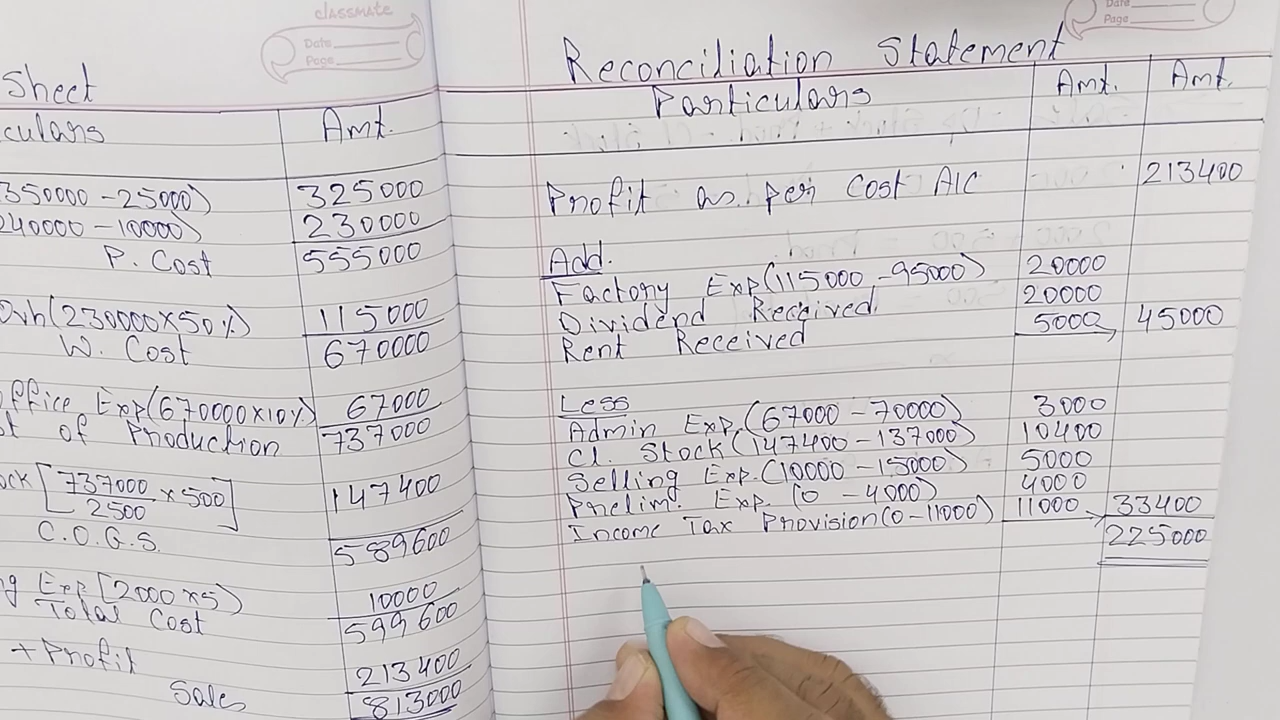 classmate
Date
Page
Sheet
culars Amt.
350000 - 25000) 325000
240000 - 10000) 230000
P. Cost 555000
Ovh (230000 X 50%) 115000
W. Cost 670000
office Exp (670000 X 10%) 67000
st of Production 737000
ock [737000/2500 X 500] 147400
C.O.G.S. 589600
ng Exp [2000 X 5) 10000
Total Cost 599600
+ Profit 213400
Sales 813000
Date
Page
Reconciliation Statement
Particulars Amt. Amt.
Profit as per Cost A/C 213400
Add.
Factory Exp (115000 - 95000) 20000
Dividend Received 20000
Rent Received 5000 45000
Less
Admin Exp. (67000 - 70000) 3000
Cl. Stock (147400 - 137000) 10400
Selling Exp. (10000 - 15000) 5000
Prelim. Exp. (0 - 4000) 4000
Income Tax Provision (0 - 11000) 11000 33400
225000